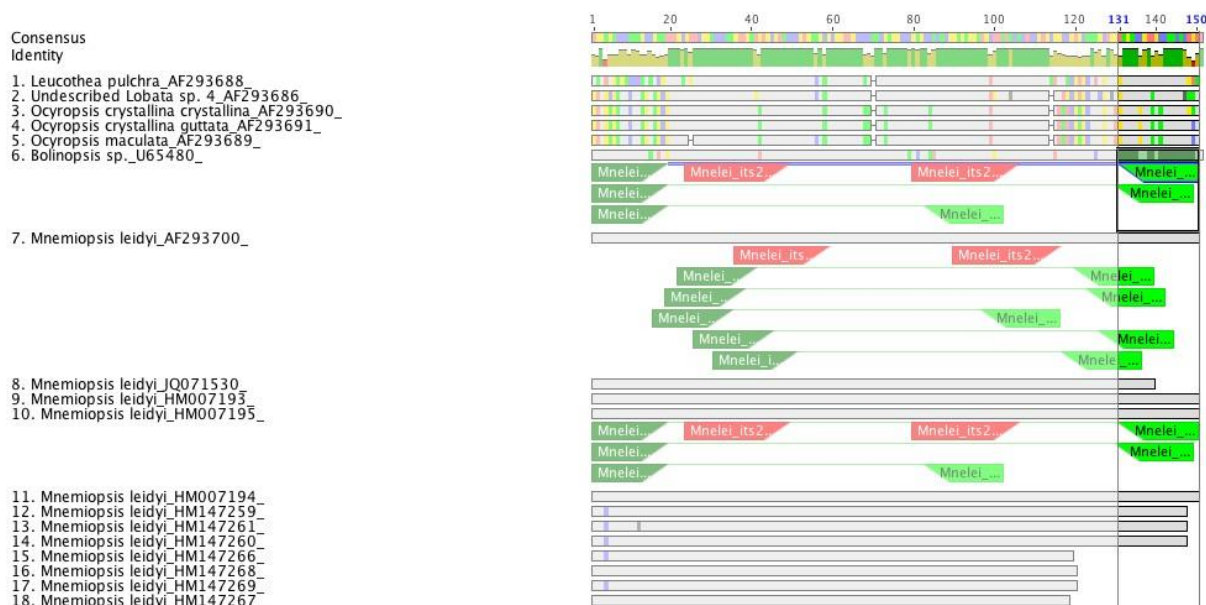 1 20 40 60 80 100 120 131 140 150
Consensus
Identity
1. Leucothea pulchra_AF293688_
2. Undescribed Lobata sp. 4_AF293686_
3. Ocyropsis crystallina crystallina_AF293690_
4. Ocyropsis crystallina guttata_AF293691_
5. Ocyropsis maculata_AF293689_
6. Bolinopsis sp._U65480_
Mnelei... Mnelei_its2... Mnelei_its2... Mnelei_...
Mnelei... Mnelei_...
Mnelei... Mnelei_...
7. Mnemiopsis leidyi_AF293700_
Mnelei_its... Mnelei_its2...
Mnelei_... Mnelei_...
Mnelei_... Mnelei_...
Mnelei_... Mnelei_...
Mnelei_... Mnelei...
Mnelei_i... Mnele_...
8. Mnemiopsis leidyi_JQ071530_
9. Mnemiopsis leidyi_HM007193_
10. Mnemiopsis leidyi_HM007195_
Mnelei... Mnelei_its2... Mnelei_its2... Mnelei_...
Mnelei... Mnelei_...
Mnelei... Mnelei_...
11. Mnemiopsis leidyi_HM007194_
12. Mnemiopsis leidyi_HM147259_
13. Mnemiopsis leidyi_HM147261_
14. Mnemiopsis leidyi_HM147260_
15. Mnemiopsis leidyi_HM147266_
16. Mnemiopsis leidyi_HM147268_
17. Mnemiopsis leidyi_HM147269_
18. Mnemiopsis leidyi_HM147267_